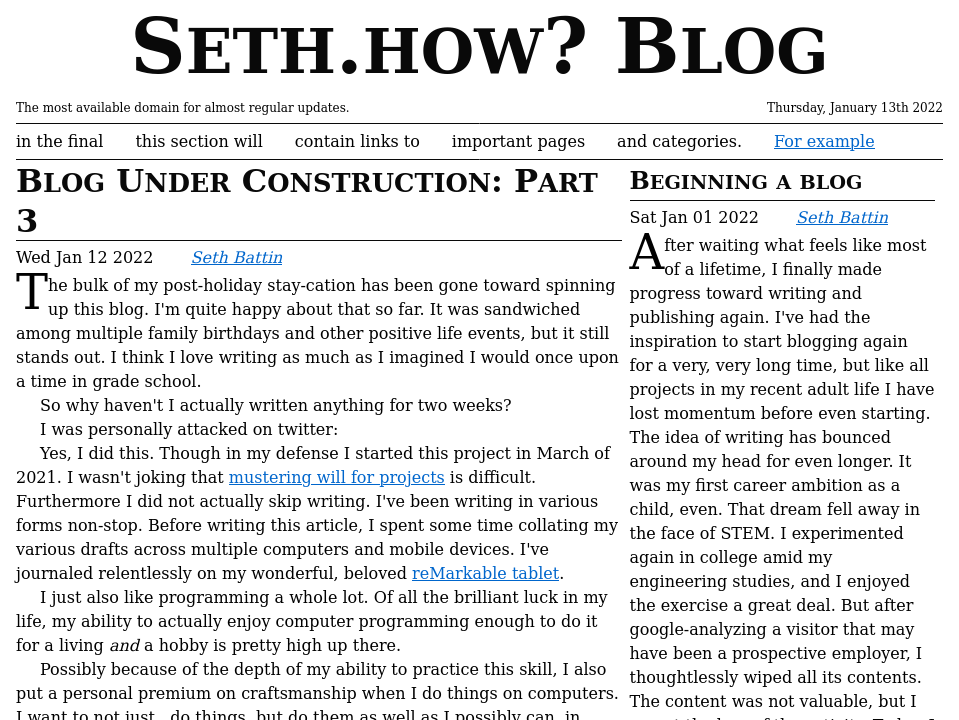 Seth.how? Blog
The most available domain for almost regular updates.
Thursday, January 13th 2022
in the final this section will contain links to important pages and categories. For example
Blog Under Construction: Part
3
Wed Jan 12 2022 Seth Battin
The bulk of my post-holiday stay-cation has been gone toward spinning
up this blog. I'm quite happy about that so far. It was sandwiched
among multiple family birthdays and other positive life events, but it still
stands out. I think I love writing as much as I imagined I would once upon
a time in grade school.
So why haven't I actually written anything for two weeks?
I was personally attacked on twitter:
Yes, I did this. Though in my defense I started this project in March of
2021. I wasn't joking that mustering will for projects is difficult.
Furthermore I did not actually skip writing. I've been writing in various
forms non-stop. Before writing this article, I spent some time collating my
various drafts across multiple computers and mobile devices. I've
journaled relentlessly on my wonderful, beloved reMarkable tablet.
I just also like programming a whole lot. Of all the brilliant luck in my
life, my ability to actually enjoy computer programming enough to do it
for a living and a hobby is pretty high up there.
Possibly because of the depth of my ability to practice this skill, I also
put a personal premium on craftsmanship when I do things on computers.
I want to not just do things, but do them as well as I possibly can, in
Beginning a blog
Sat Jan 01 2022 Seth Battin
After waiting what feels like most
of a lifetime, I finally made
progress toward writing and
publishing again. I've had the
inspiration to start blogging again
for a very, very long time, but like all
projects in my recent adult life I have
lost momentum before even starting.
The idea of writing has bounced
around my head for even longer. It
was my first career ambition as a
child, even. That dream fell away in
the face of STEM. I experimented
again in college amid my
engineering studies, and I enjoyed
the exercise a great deal. But after
google-analyzing a visitor that may
have been a prospective employer, I
thoughtlessly wiped all its contents.
The content was not valuable, but I